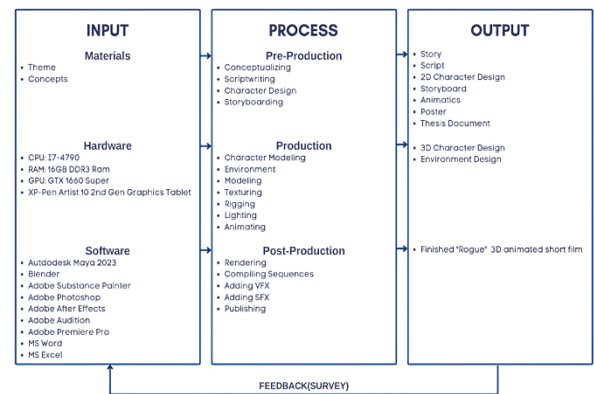 INPUT
Materials
• Theme
• Concepts
Hardware
• CPU: I7-4790
• RAM: 16GB DDR3 Ram
• GPU: GTX 1660 Super
• XP-Pen Artist 10 2nd Gen Graphics Tablet
Software
• Autdodesk Maya 2023
• Blender
• Adobe Substance Painter
• Adobe Photoshop
• Adobe After Effects
• Adobe Audition
• Adobe Premiere Pro
• MS Word
• MS Excel
PROCESS
Pre-Production
• Conceptualizing
• Scriptwriting
• Character Design
• Storyboarding
Production
• Character Modeling
• Environment
• Modeling
• Texturing
• Rigging
• Lighting
• Animating
Post-Production
• Rendering
• Compiling Sequences
• Adding VFX
• Adding SFX
• Publishing
OUTPUT
• Story
• Script
• 2D Character Design
• Storyboard
• Animatics
• Poster
• Thesis Document
• 3D Character Design
• Environment Design
• Finished "Rogue" 3D animated short film
FEEDBACK(SURVEY)